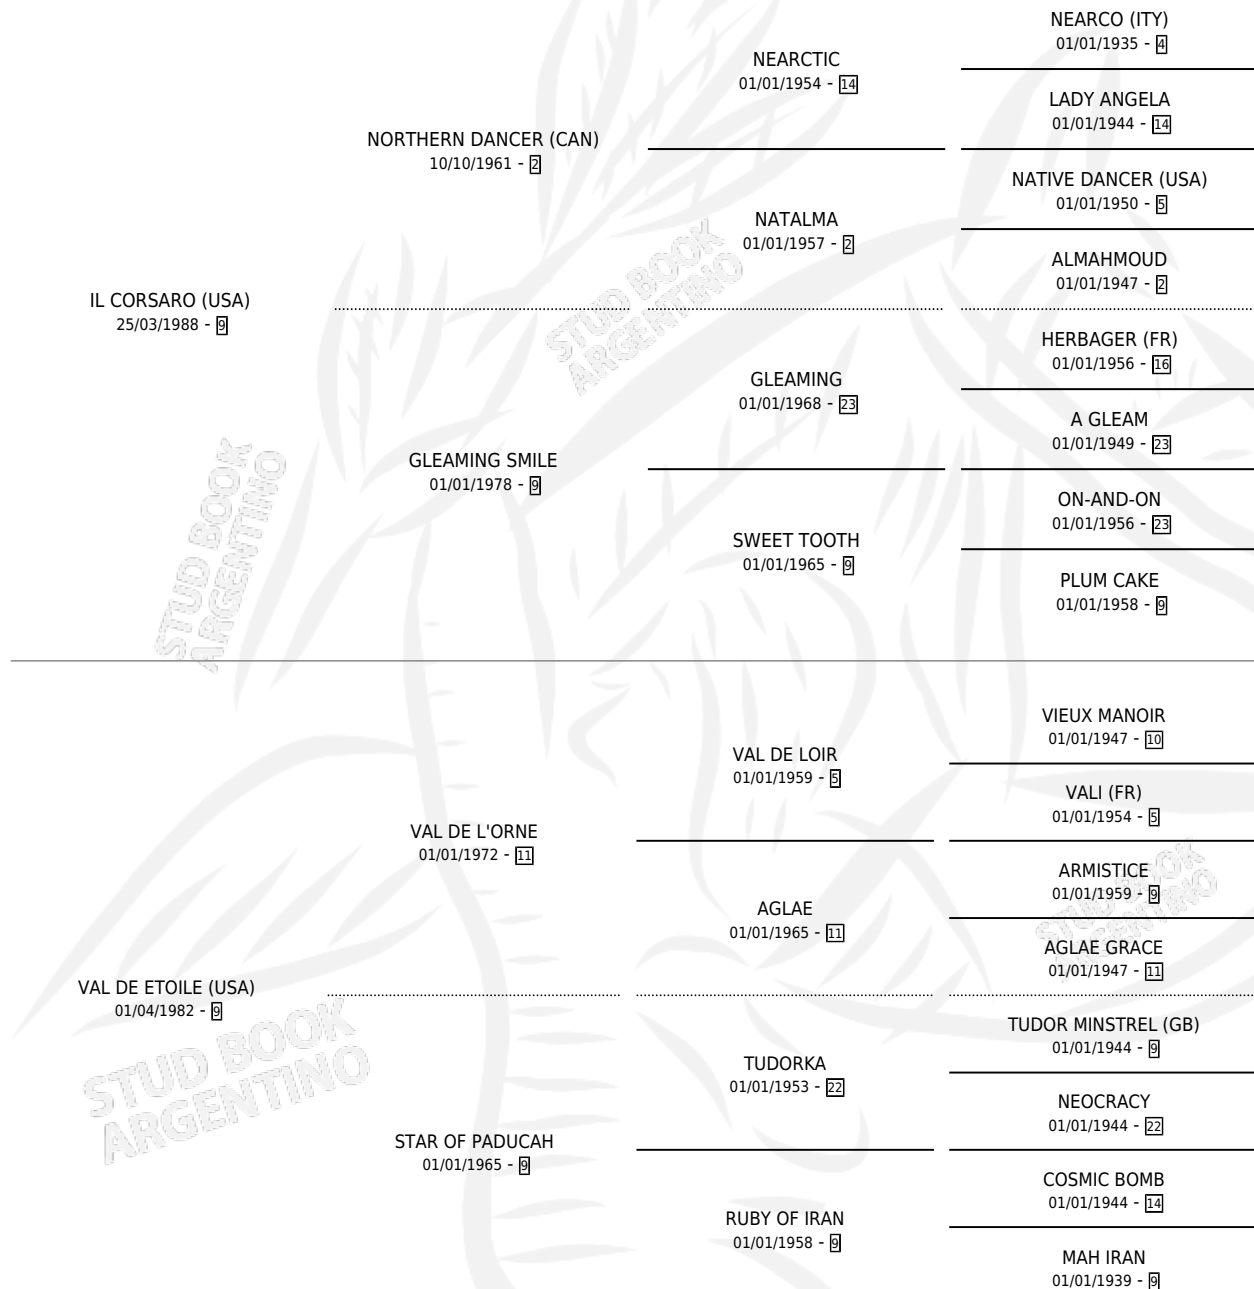 NEARCO (ITY)
01/01/1935 - 4
NEARCTIC
01/01/1954 - 14
LADY ANGELA
01/01/1944 - 14
NORTHERN DANCER (CAN)
10/10/1961 - 2
NATIVE DANCER (USA)
01/01/1950 - 5
NATALMA
01/01/1957 - 2
ALMAHMOUD
01/01/1947 - 2
STUD BOOK
ARGENTINO
IL CORSARO (USA)
25/03/1988 - 9
HERBAGER (FR)
01/01/1956 - 16
GLEAMING
01/01/1968 - 23
A GLEAM
01/01/1949 - 23
GLEAMING SMILE
01/01/1978 - 9
ON-AND-ON
01/01/1956 - 23
SWEET TOOTH
01/01/1965 - 9
PLUM CAKE
01/01/1958 - 9
STUD BOOK
ARGENTINO
VIEUX MANOIR
01/01/1947 - 10
VAL DE LOIR
01/01/1959 - 5
VALI (FR)
01/01/1954 - 5
VAL DE L'ORNE
01/01/1972 - 11
ARMISTICE
01/01/1959 - 9
AGLAE
01/01/1965 - 11
AGLAE GRACE
01/01/1947 - 11
STUD BOOK
ARGENTINO
VAL DE ETOILE (USA)
01/04/1982 - 9
TUDOR MINSTREL (GB)
01/01/1944 - 9
TUDORKA
01/01/1953 - 22
NEOCRACY
01/01/1944 - 22
STUD BOOK
ARGENTINO
STAR OF PADUCAH
01/01/1965 - 9
COSMIC BOMB
01/01/1944 - 14
RUBY OF IRAN
01/01/1958 - 9
MAH IRAN
01/01/1939 - 9